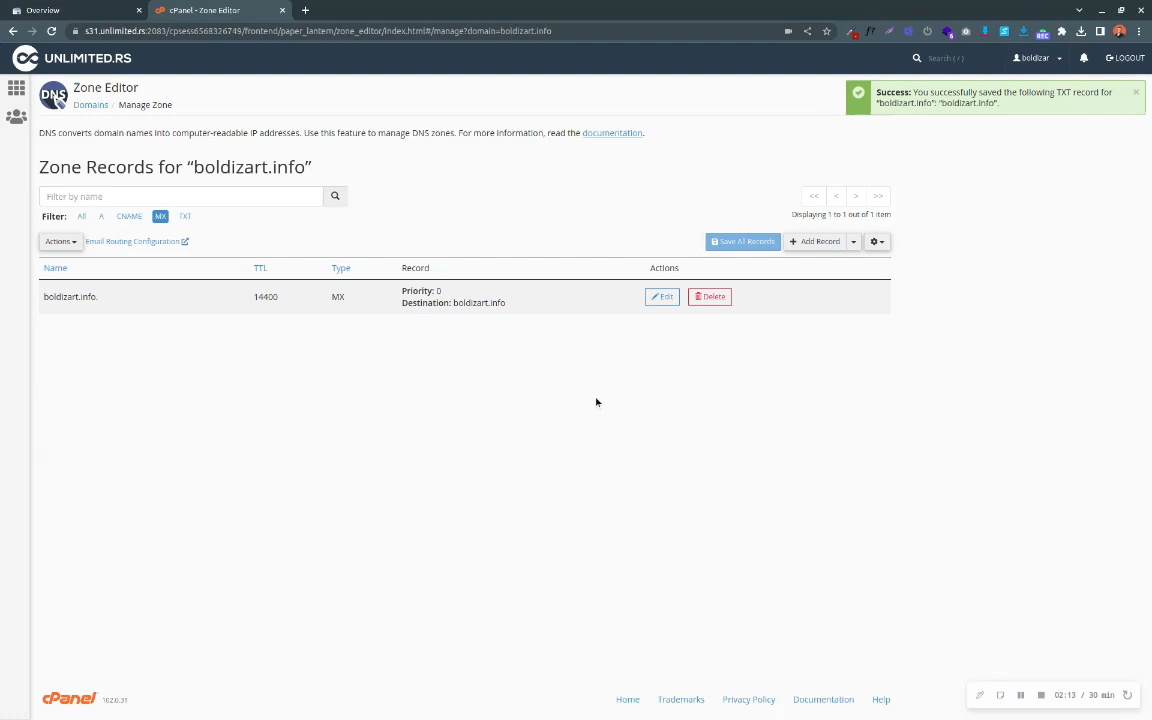 Overview
cPanel - Zone Editor
s31.unlimited.rs:2083/cpsess6568326749/frontend/paper_lantern/zone_editor/index.html#/manage?domain=boldizart.info
REC
UNLIMITED.RS
Search ( / )
boldizar
LOGOUT
DNS
Zone Editor
Domains / Manage Zone
Success: You successfully saved the following TXT record for
“boldizart.info”: “boldizart.info”.
DNS converts domain names into computer-readable IP addresses. Use this feature to manage DNS zones. For more information, read the documentation.
Zone Records for “boldizart.info”
Filter by name
<< < > >>
Filter: All A CNAME MX TXT
Displaying 1 to 1 out of 1 item
Actions Email Routing Configuration Save All Records + Add Record
Name TTL Type Record Actions
boldizart.info. 14400 MX Priority: 0
Destination: boldizart.info
Edit Delete
cPanel 102.0.31 Home Trademarks Privacy Policy Documentation Help
02:13 / 30 min